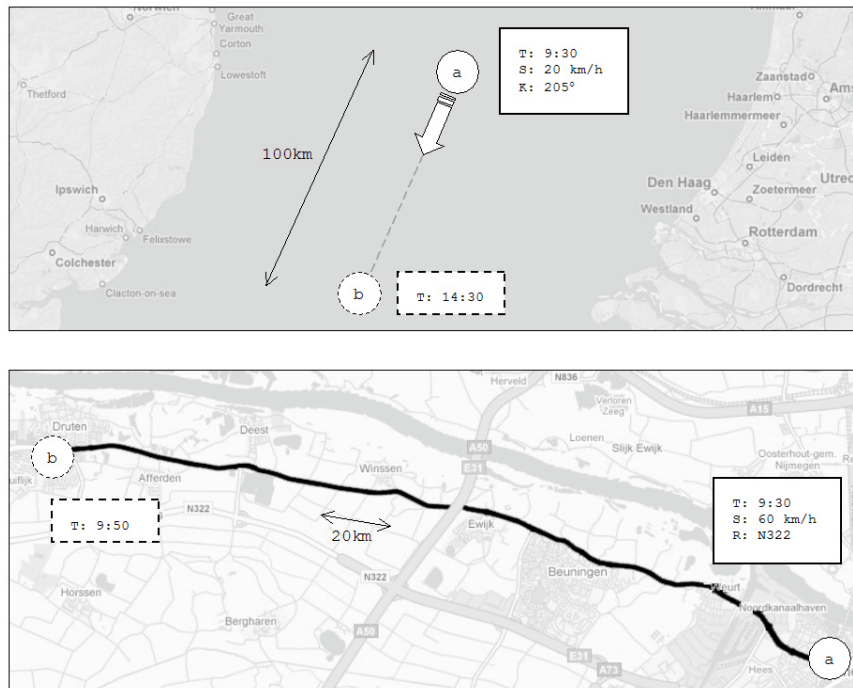 Norwich
Great
Yarmouth
Corton
Lowestoft
Thetford
Ipswich
Harwich
Felixstowe
Colchester
Clacton-on-sea
100km
a
T: 9:30
S: 20 km/h
K: 205°
b
T: 14:30
Zaanstad
Haarlem
Haarlemmermeer
Leiden
Den Haag
Zoetermeer
Westland
Rotterdam
Dordrecht
N836
Herveld
A15
Verloren
Zeeg
Druten
Deest
A50
E31
Loenen
Slijk Ewijk
Oosterhout-gem.
Nijmegen
b
Winssen
Afferden
T: 9:50
N322
20km
Ewijk
T: 9:30
S: 60 km/h
R: N322
Beuningen
N322
Weurt
Noordkanaalhaven
Horssen
Bergharen
A50
E31
A73
Hees
a